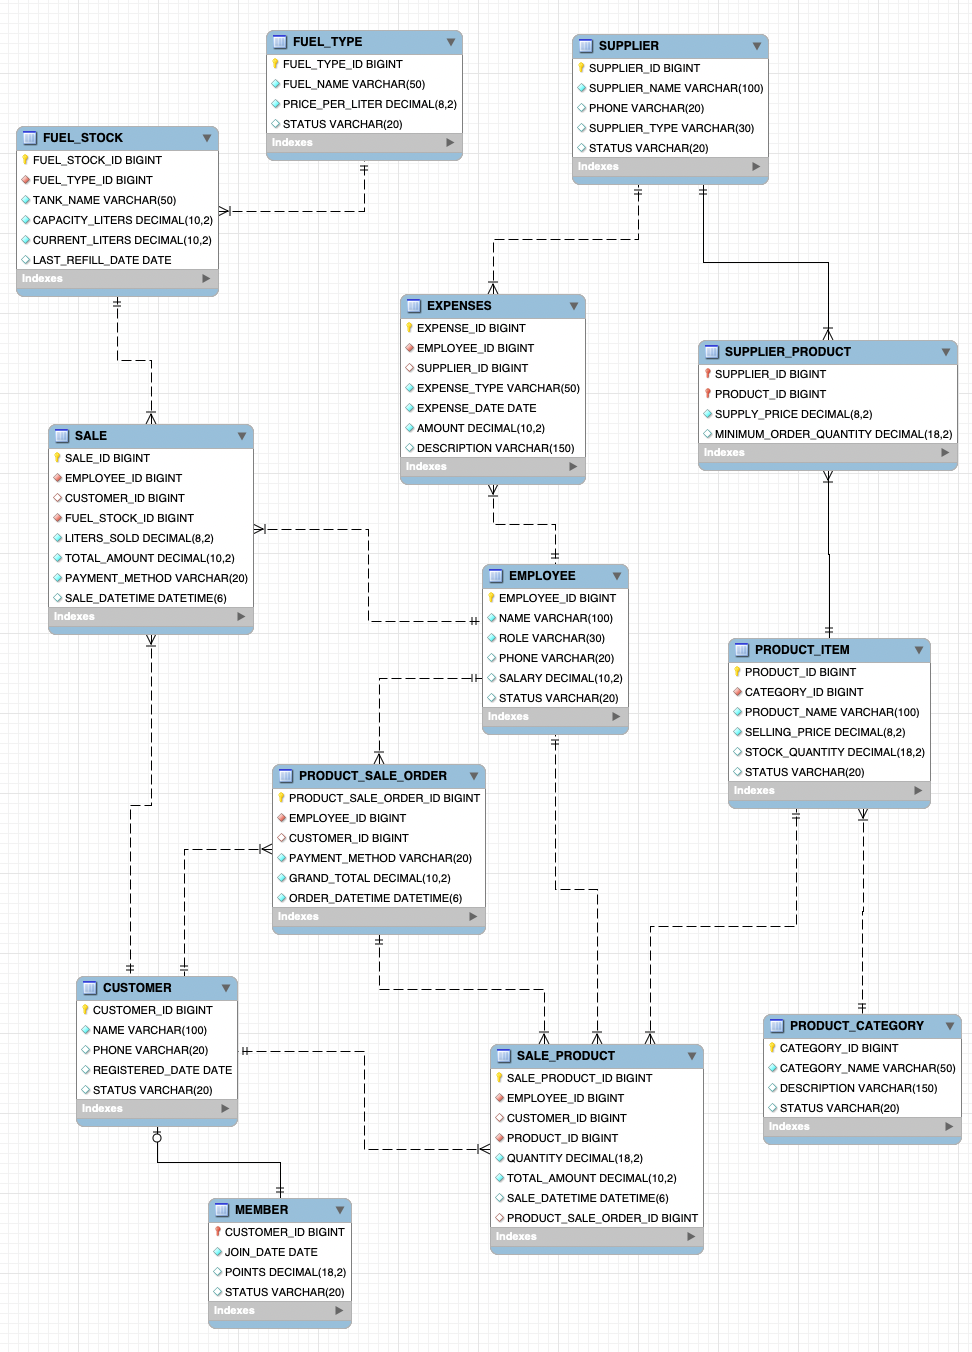 FUEL_TYPE
FUEL_TYPE_ID BIGINT
FUEL_NAME VARCHAR(50)
PRICE_PER_LITER DECIMAL(8,2)
STATUS VARCHAR(20)
Indexes
SUPPLIER
SUPPLIER_ID BIGINT
SUPPLIER_NAME VARCHAR(100)
PHONE VARCHAR(20)
SUPPLIER_TYPE VARCHAR(30)
STATUS VARCHAR(20)
Indexes
FUEL_STOCK
FUEL_STOCK_ID BIGINT
FUEL_TYPE_ID BIGINT
TANK_NAME VARCHAR(50)
CAPACITY_LITERS DECIMAL(10,2)
CURRENT_LITERS DECIMAL(10,2)
LAST_REFILL_DATE DATE
Indexes
EXPENSES
EXPENSE_ID BIGINT
EMPLOYEE_ID BIGINT
SUPPLIER_ID BIGINT
EXPENSE_TYPE VARCHAR(50)
EXPENSE_DATE DATE
AMOUNT DECIMAL(10,2)
DESCRIPTION VARCHAR(150)
Indexes
SUPPLIER_PRODUCT
SUPPLIER_ID BIGINT
PRODUCT_ID BIGINT
SUPPLY_PRICE DECIMAL(8,2)
MINIMUM_ORDER_QUANTITY DECIMAL(18,2)
Indexes
SALE
SALE_ID BIGINT
EMPLOYEE_ID BIGINT
CUSTOMER_ID BIGINT
FUEL_STOCK_ID BIGINT
LITERS_SOLD DECIMAL(8,2)
TOTAL_AMOUNT DECIMAL(10,2)
PAYMENT_METHOD VARCHAR(20)
SALE_DATETIME DATETIME(6)
Indexes
EMPLOYEE
EMPLOYEE_ID BIGINT
NAME VARCHAR(100)
ROLE VARCHAR(30)
PHONE VARCHAR(20)
SALARY DECIMAL(10,2)
STATUS VARCHAR(20)
Indexes
PRODUCT_ITEM
PRODUCT_ID BIGINT
CATEGORY_ID BIGINT
PRODUCT_NAME VARCHAR(100)
SELLING_PRICE DECIMAL(8,2)
STOCK_QUANTITY DECIMAL(18,2)
STATUS VARCHAR(20)
Indexes
PRODUCT_SALE_ORDER
PRODUCT_SALE_ORDER_ID BIGINT
EMPLOYEE_ID BIGINT
CUSTOMER_ID BIGINT
PAYMENT_METHOD VARCHAR(20)
GRAND_TOTAL DECIMAL(10,2)
ORDER_DATETIME DATETIME(6)
Indexes
CUSTOMER
CUSTOMER_ID BIGINT
NAME VARCHAR(100)
PHONE VARCHAR(20)
REGISTERED_DATE DATE
STATUS VARCHAR(20)
Indexes
PRODUCT_CATEGORY
CATEGORY_ID BIGINT
CATEGORY_NAME VARCHAR(50)
DESCRIPTION VARCHAR(150)
STATUS VARCHAR(20)
Indexes
SALE_PRODUCT
SALE_PRODUCT_ID BIGINT
EMPLOYEE_ID BIGINT
CUSTOMER_ID BIGINT
PRODUCT_ID BIGINT
QUANTITY DECIMAL(18,2)
TOTAL_AMOUNT DECIMAL(10,2)
SALE_DATETIME DATETIME(6)
PRODUCT_SALE_ORDER_ID BIGINT
Indexes
MEMBER
CUSTOMER_ID BIGINT
JOIN_DATE DATE
POINTS DECIMAL(18,2)
STATUS VARCHAR(20)
Indexes